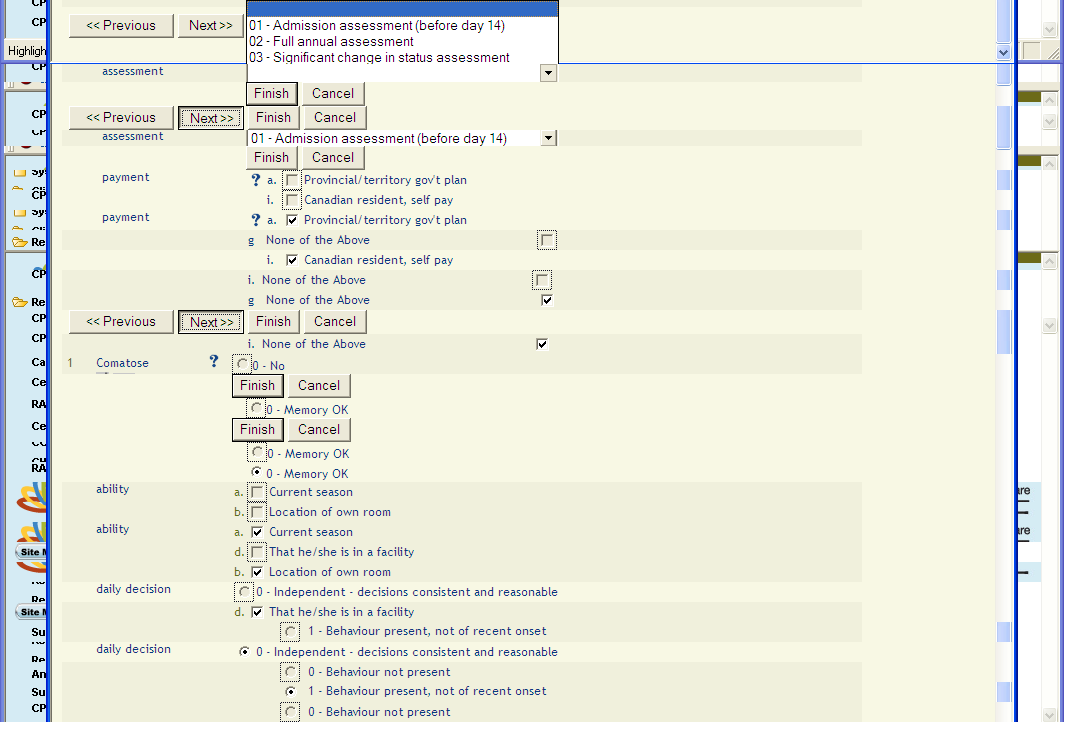 CP
CP
<< Previous Next >>
01 - Admission assessment (before day 14)
02 - Full annual assessment
03 - Significant change in status assessment
Highligh
CP
assessment
Finish Cancel
CP
<< Previous Next >> Finish Cancel
assessment 01 - Admission assessment (before day 14)
Finish Cancel
payment ? a. Provincial/territory gov't plan
i. Canadian resident, self pay
CP
payment ? a. Provincial/territory gov't plan
g None of the Above
Re
i. Canadian resident, self pay
CP
i. None of the Above
Re
g None of the Above
CP
<< Previous Next >> Finish Cancel
CP
i. None of the Above
Ca
1 Comatose ? 0 - No
Ce
Finish Cancel
RA
0 - Memory OK
Ce
Finish Cancel
0 - Memory OK
RA
0 - Memory OK
ability a. Current season
b. Location of own room
ability a. Current season
Site M
d. That he/she is in a facility
b. Location of own room
daily decision 0 - Independent - decisions consistent and reasonable
Re
Site M
d. That he/she is in a facility
Su
1 - Behaviour present, not of recent onset
daily decision 0 - Independent - decisions consistent and reasonable
Re
An
0 - Behaviour not present
Su
1 - Behaviour present, not of recent onset
CP
0 - Behaviour not present